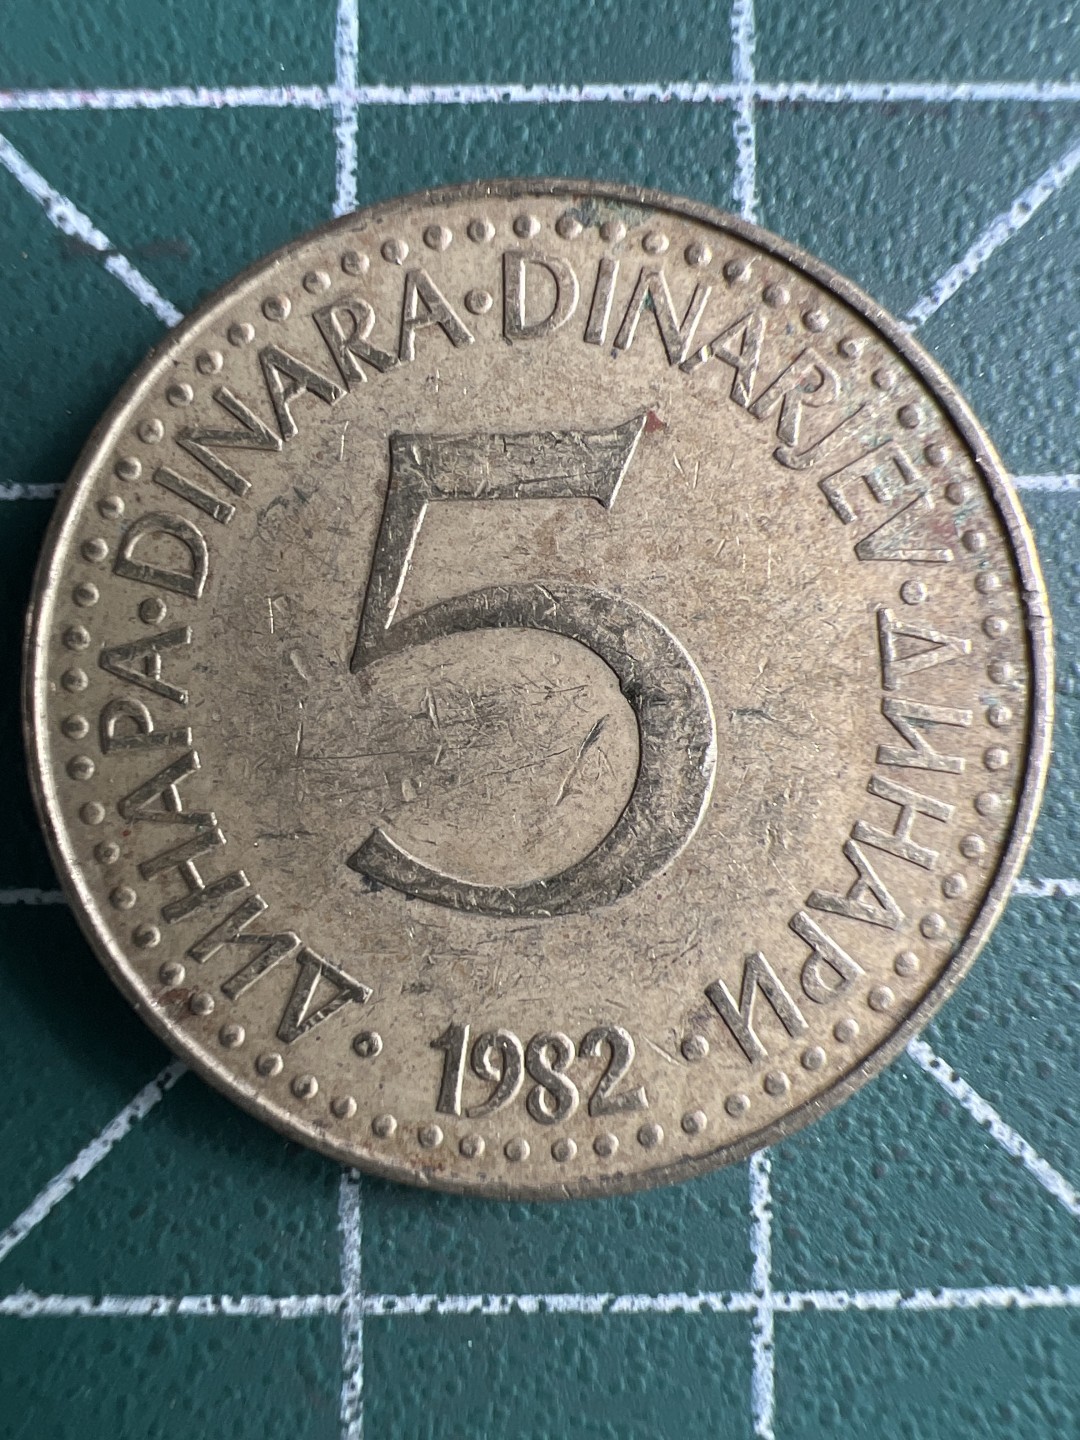 ДИНАРА · DINARA · DINARJEV · ДИНАРИ
5
· 1982 ·